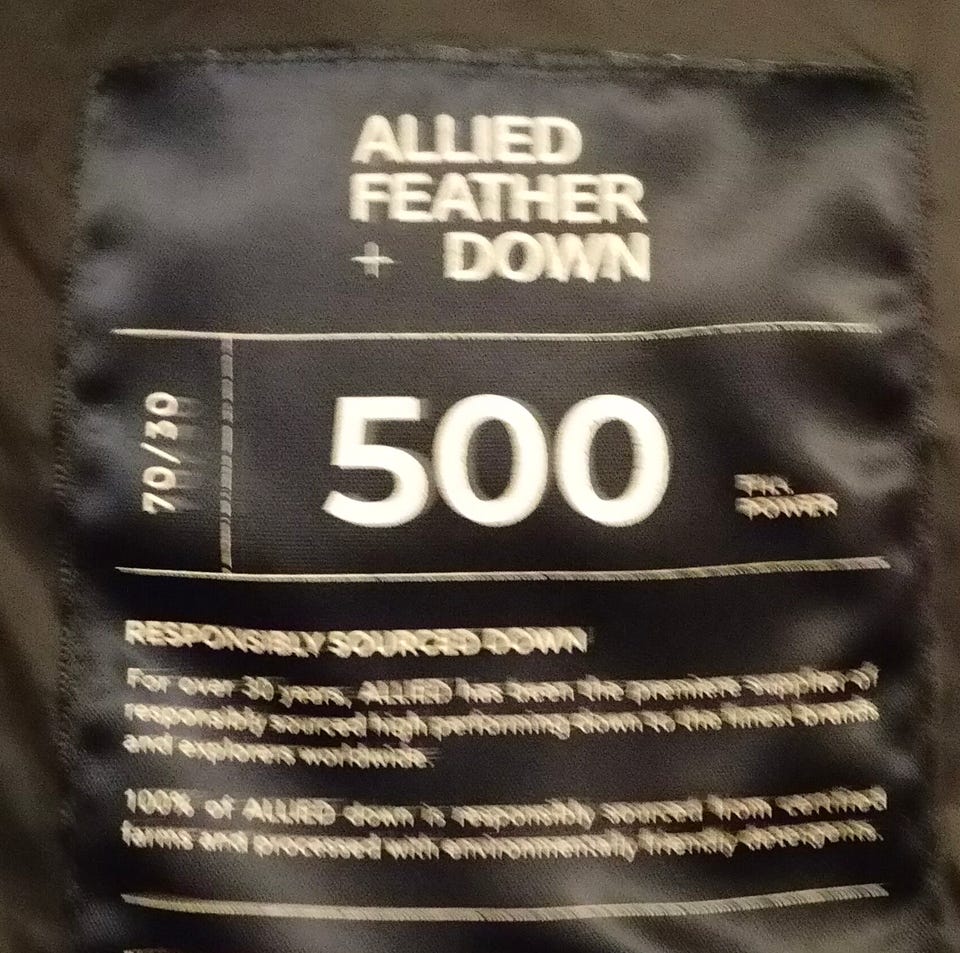 ALLIED
FEATHER
+ DOWN
70/30
500
FILL
POWER
RESPONSIBLY SOURCED DOWN
For over 30 years, ALLIED has been the premiere supplier of
responsibly sourced high performing down to the finest brands
and explorers worldwide.
100% of ALLIED down is responsibly sourced from certified
farms and processed with environmentally friendly detergents.